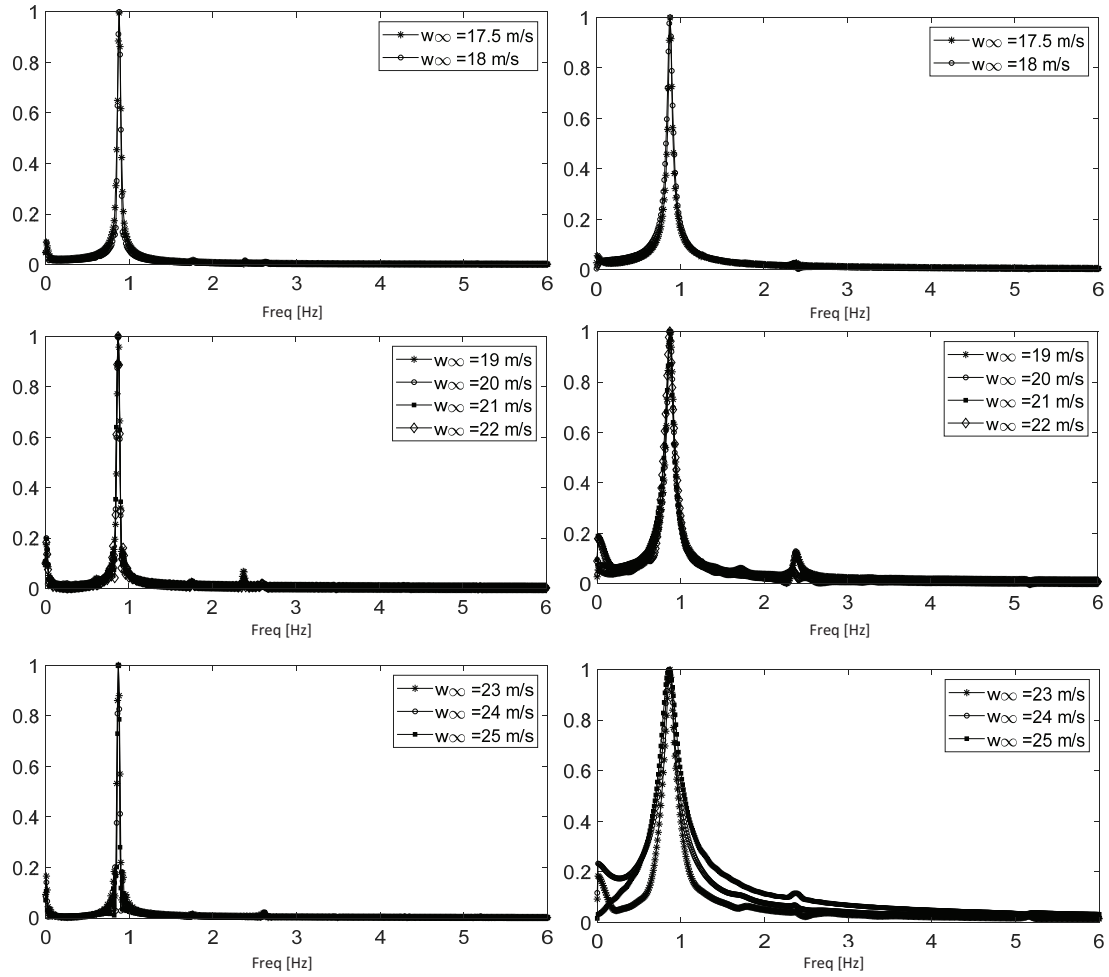 1
0.8
0.6
0.4
0.2
0
0 1 2 3 4 5 6
Freq [Hz]
w∞ =17.5 m/s
w∞ =18 m/s
1
0.8
0.6
0.4
0.2
0
0 1 2 3 4 5 6
Freq [Hz]
w∞ =17.5 m/s
w∞ =18 m/s
1
0.8
0.6
0.4
0.2
0
0 1 2 3 4 5 6
Freq [Hz]
w∞ =19 m/s
w∞ =20 m/s
w∞ =21 m/s
w∞ =22 m/s
1
0.8
0.6
0.4
0.2
0
0 1 2 3 4 5 6
Freq [Hz]
w∞ =19 m/s
w∞ =20 m/s
w∞ =21 m/s
w∞ =22 m/s
1
0.8
0.6
0.4
0.2
0
0 1 2 3 4 5 6
Freq [Hz]
w∞ =23 m/s
w∞ =24 m/s
w∞ =25 m/s
1
0.8
0.6
0.4
0.2
0
0 1 2 3 4 5 6
Freq [Hz]
w∞ =23 m/s
w∞ =24 m/s
w∞ =25 m/s